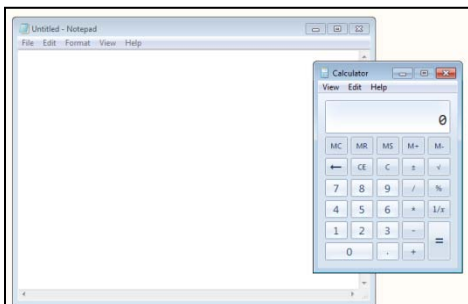 Untitled - Notepad
File Edit Format View Help
Calculator
View Edit Help
0
MC MR MS M+ M-
← CE C ± √
7 8 9 / %
4 5 6 * 1/x
1 2 3 - =
0 . +